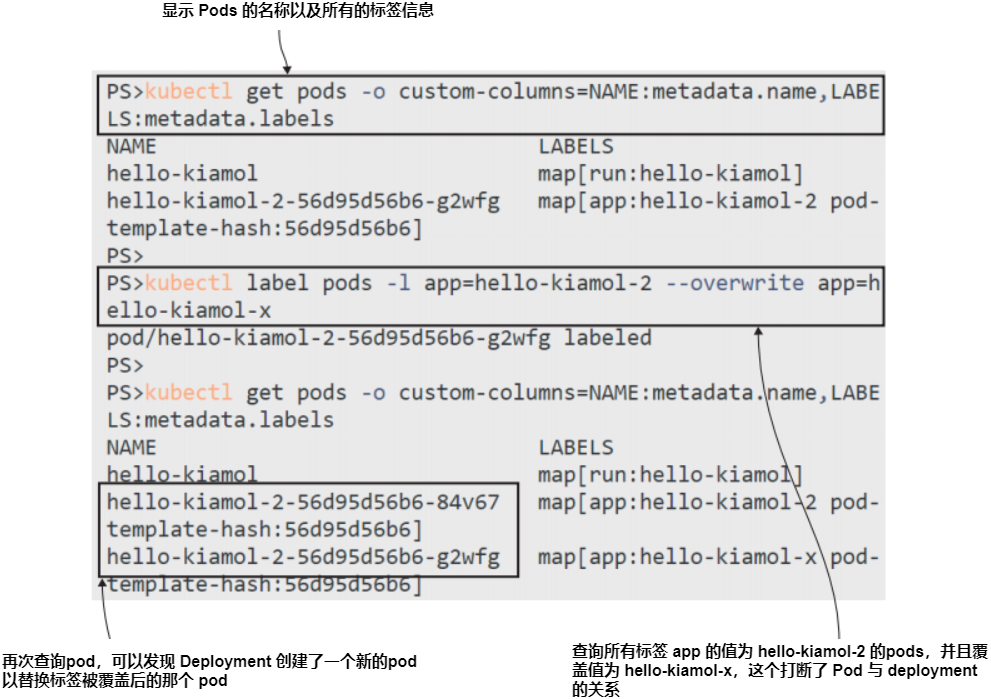 显示 Pods 的名称以及所有的标签信息
PS>kubectl get pods -o custom-columns=NAME:metadata.name,LABE
LS:metadata.labels
NAME LABELS
hello-kiamol map[run:hello-kiamol]
hello-kiamol-2-56d95d56b6-g2wfg map[app:hello-kiamol-2 pod-
template-hash:56d95d56b6]
PS>
PS>kubectl label pods -l app=hello-kiamol-2 --overwrite app=h
ello-kiamol-x
pod/hello-kiamol-2-56d95d56b6-g2wfg labeled
PS>
PS>kubectl get pods -o custom-columns=NAME:metadata.name,LABE
LS:metadata.labels
NAME LABELS
hello-kiamol map[run:hello-kiamol]
hello-kiamol-2-56d95d56b6-84v67 map[app:hello-kiamol-2 pod-
template-hash:56d95d56b6]
hello-kiamol-2-56d95d56b6-g2wfg map[app:hello-kiamol-x pod-
template-hash:56d95d56b6]
再次查询pod，可以发现 Deployment 创建了一个新的pod
以替换标签被覆盖后的那个 pod
查询所有标签 app 的值为 hello-kiamol-2 的pods，并且覆
盖值为 hello-kiamol-x，这个打断了 Pod 与 deployment
的关系